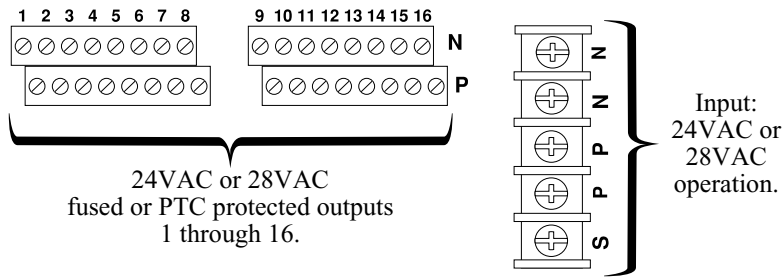 1 2 3 4 5 6 7 8
9 10 11 12 13 14 15 16
N
P
24VAC or 28VAC
fused or PTC protected outputs
1 through 16.
N
N
P
P
S
Input:
24VAC or
28VAC
operation.